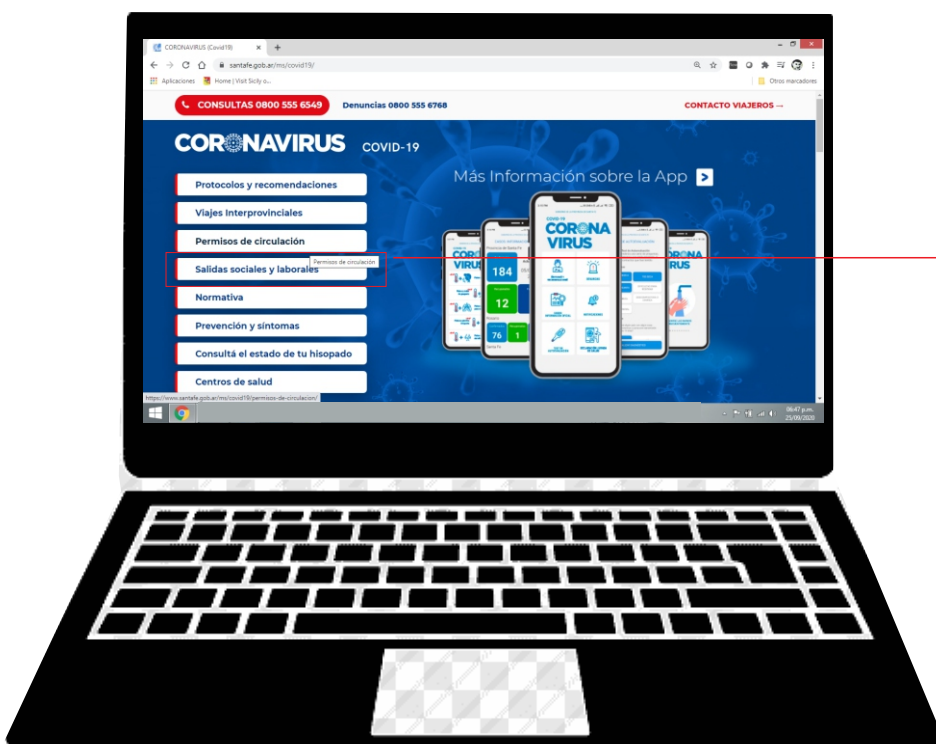 CORONAVIRUS (Covid19)
santafe.gob.ar/ms/covid19/
Aplicaciones
Home | Visit Sicily o...
Otros marcadores
CONSULTAS 0800 555 6549
Denuncias 0800 555 6768
CONTACTO VIAJEROS →
CORONAVIRUS COVID-19
Más Información sobre la App >
Protocolos y recomendaciones
Viajes Interprovinciales
Permisos de circulación
Permisos de circulación
Salidas sociales y laborales
Normativa
Prevención y síntomas
Consultá el estado de tu hisopado
Centros de salud
COVID-19
CORONA
VIRUS
184
12
76
1
Santa Fe
https://www.santafe.gob.ar/ms/covid19/permisos-de-circulacion/
06:47 p.m.
25/09/2020